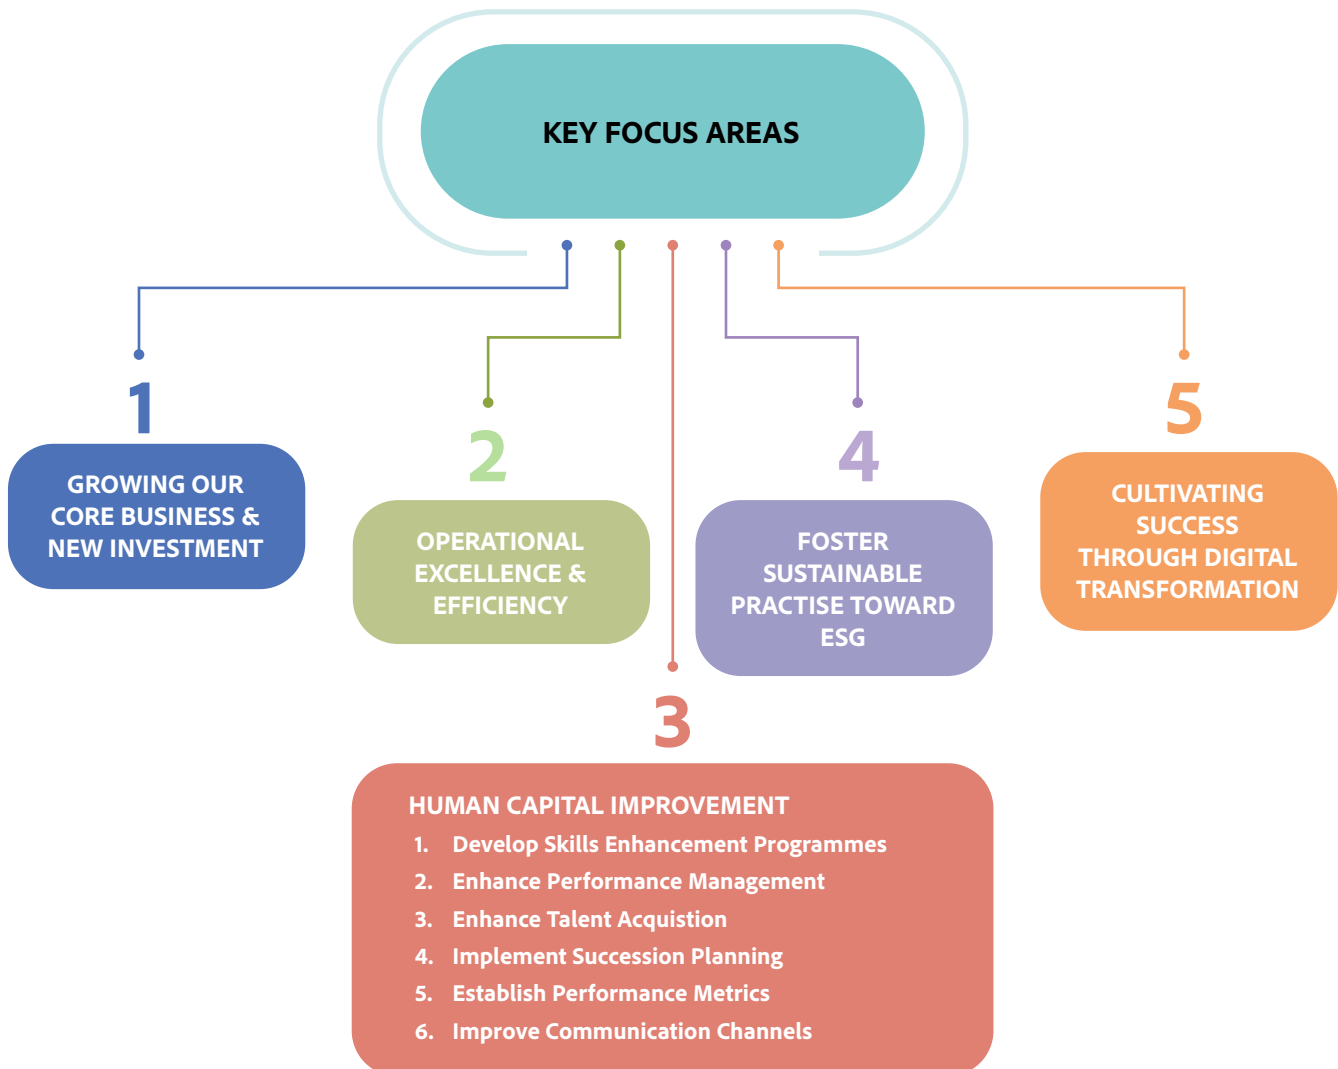 KEY FOCUS AREAS
1
GROWING OUR
CORE BUSINESS &
NEW INVESTMENT
2
OPERATIONAL
EXCELLENCE &
EFFICIENCY
3
HUMAN CAPITAL IMPROVEMENT
1. Develop Skills Enhancement Programmes
2. Enhance Performance Management
3. Enhance Talent Acquistion
4. Implement Succession Planning
5. Establish Performance Metrics
6. Improve Communication Channels
4
FOSTER
SUSTAINABLE
PRACTISE TOWARD
ESG
5
CULTIVATING
SUCCESS
THROUGH DIGITAL
TRANSFORMATION